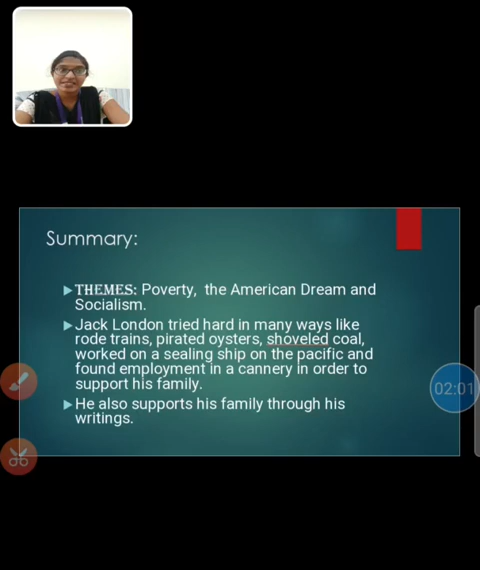 Summary:
THEMES: Poverty, the American Dream and
Socialism.
Jack London tried hard in many ways like
rode trains, pirated oysters, shoveled coal,
worked on a sealing ship on the pacific and
found employment in a cannery in order to
support his family.
He also supports his family through his
writings.
02:01